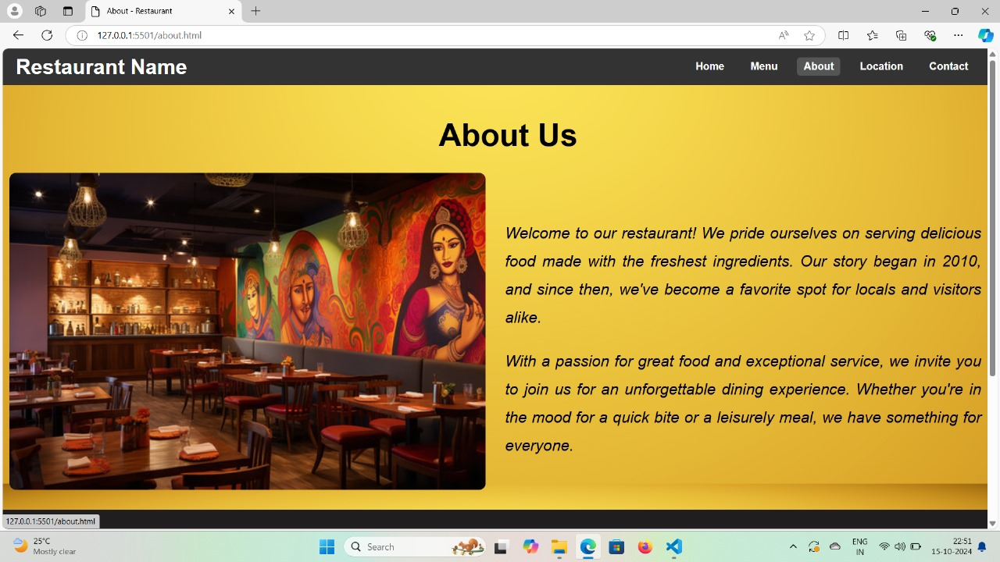 About - Restaurant
127.0.0.1:5501/about.html
Restaurant Name
Home Menu About Location Contact
About Us
Welcome to our restaurant! We pride ourselves on serving delicious
food made with the freshest ingredients. Our story began in 2010,
and since then, we've become a favorite spot for locals and visitors
alike.
With a passion for great food and exceptional service, we invite you
to join us for an unforgettable dining experience. Whether you're in
the mood for a quick bite or a leisurely meal, we have something for
everyone.
127.0.0.1:5501/about.html
25°C
Mostly clear
Search
ENG
IN
22:51
15-10-2024